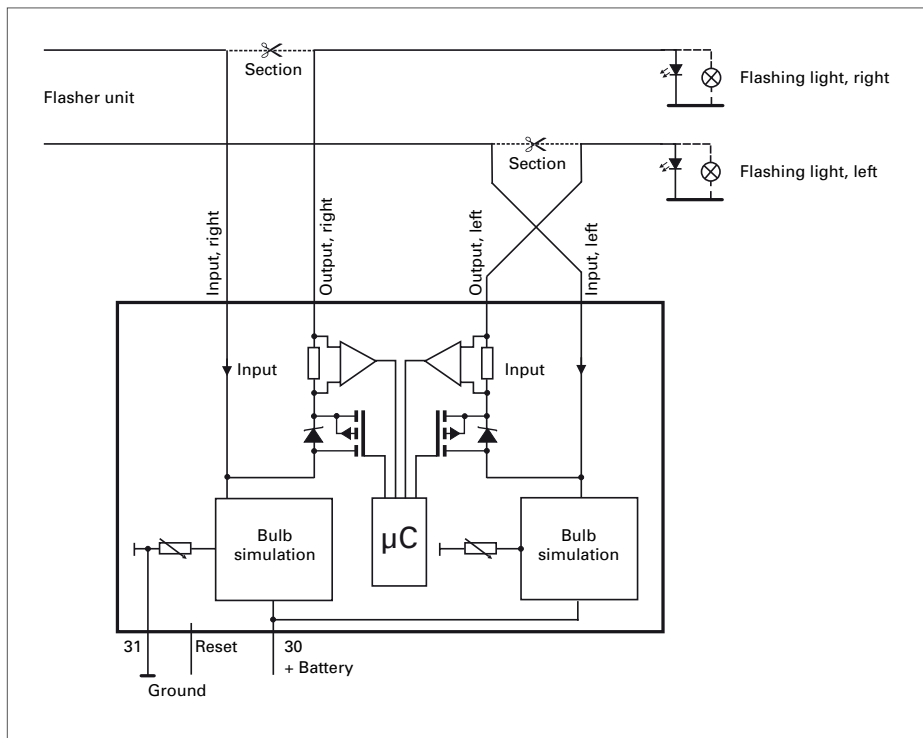 Section
Flashing light, right
Flasher unit
Section
Flashing light, left
Input, right
Output, right
Output, left
Input, left
Input
Input
Bulb
simulation
µC
Bulb
simulation
31
Reset
30
+ Battery
Ground